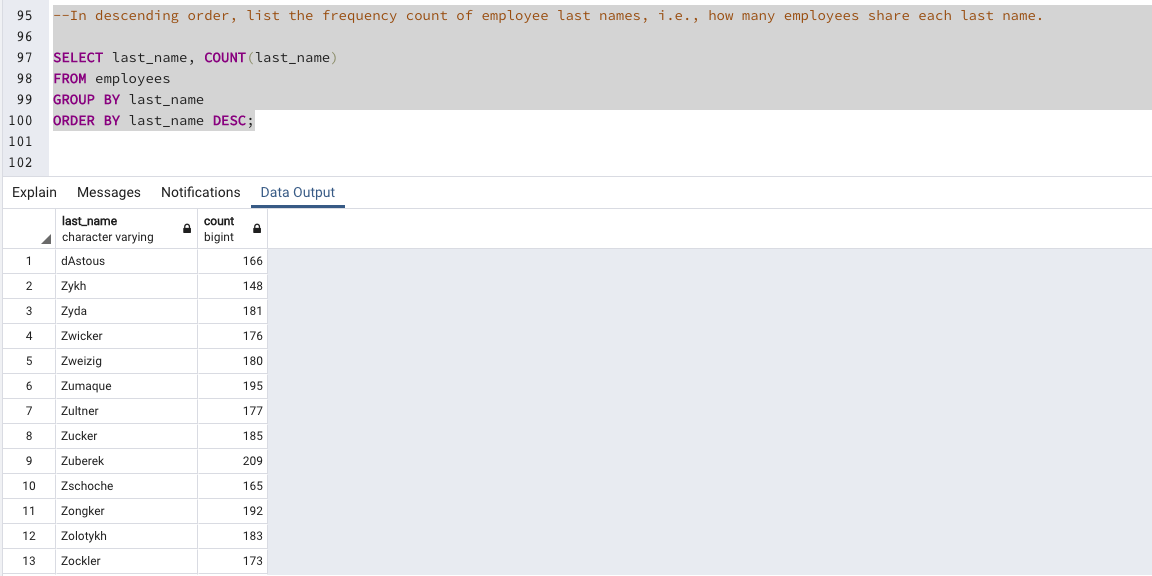 95 --In descending order, list the frequency count of employee last names, i.e., how many employees share each last name.
96
97 SELECT last_name, COUNT(last_name)
98 FROM employees
99 GROUP BY last_name
100 ORDER BY last_name DESC;
101
102
Explain Messages Notifications Data Output
last_name count
character varying bigint
1 dAstous 166
2 Zykh 148
3 Zyda 181
4 Zwicker 176
5 Zweizig 180
6 Zumaque 195
7 Zultner 177
8 Zucker 185
9 Zuberek 209
10 Zschoche 165
11 Zongker 192
12 Zolotykh 183
13 Zockler 173